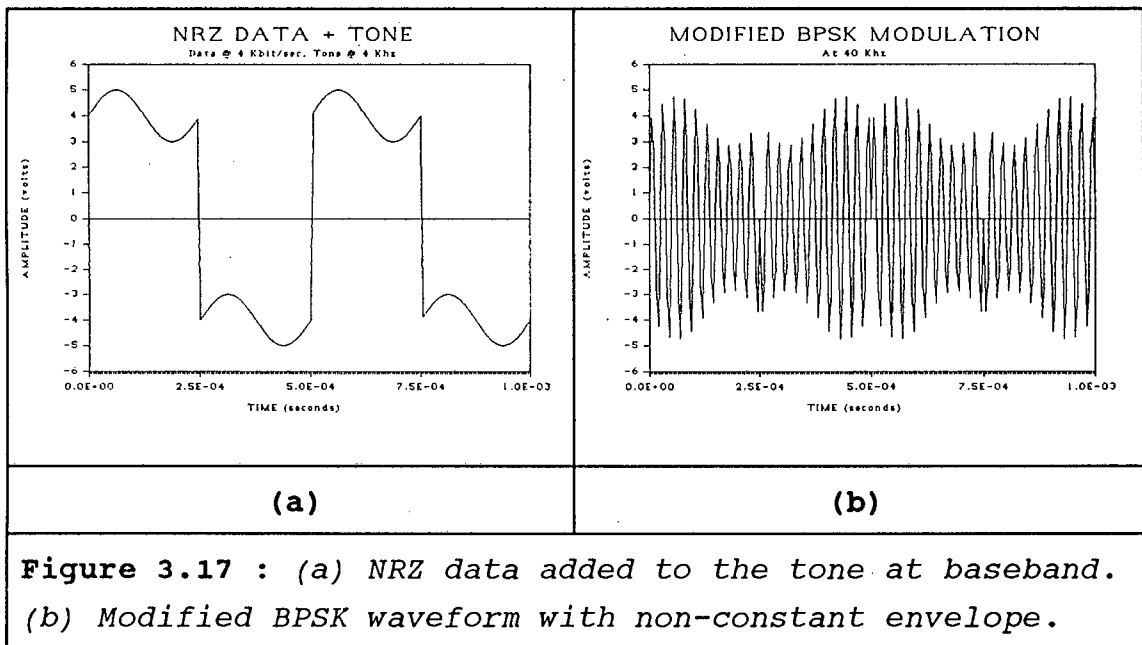 NRZ DATA + TONE
Data @ 4 Kbit/sec. Tone @ 4 Khz
AMPLITUDE (volts)
6
5
4
3
2
1
0
-1
-2
-3
-4
-5
-6
0.0E+00 2.5E-04 5.0E-04 7.5E-04 1.0E-03
TIME (seconds)
MODIFIED BPSK MODULATION
At 40 Khz
AMPLITUDE (volts)
6
5
4
3
2
1
0
-1
-2
-3
-4
-5
-6
0.0E+00 2.5E-04 5.0E-04 7.5E-04 1.0E-03
TIME (seconds)
(a)
(b)
Figure 3.17 : (a) NRZ data added to the tone at baseband.
(b) Modified BPSK waveform with non-constant envelope.